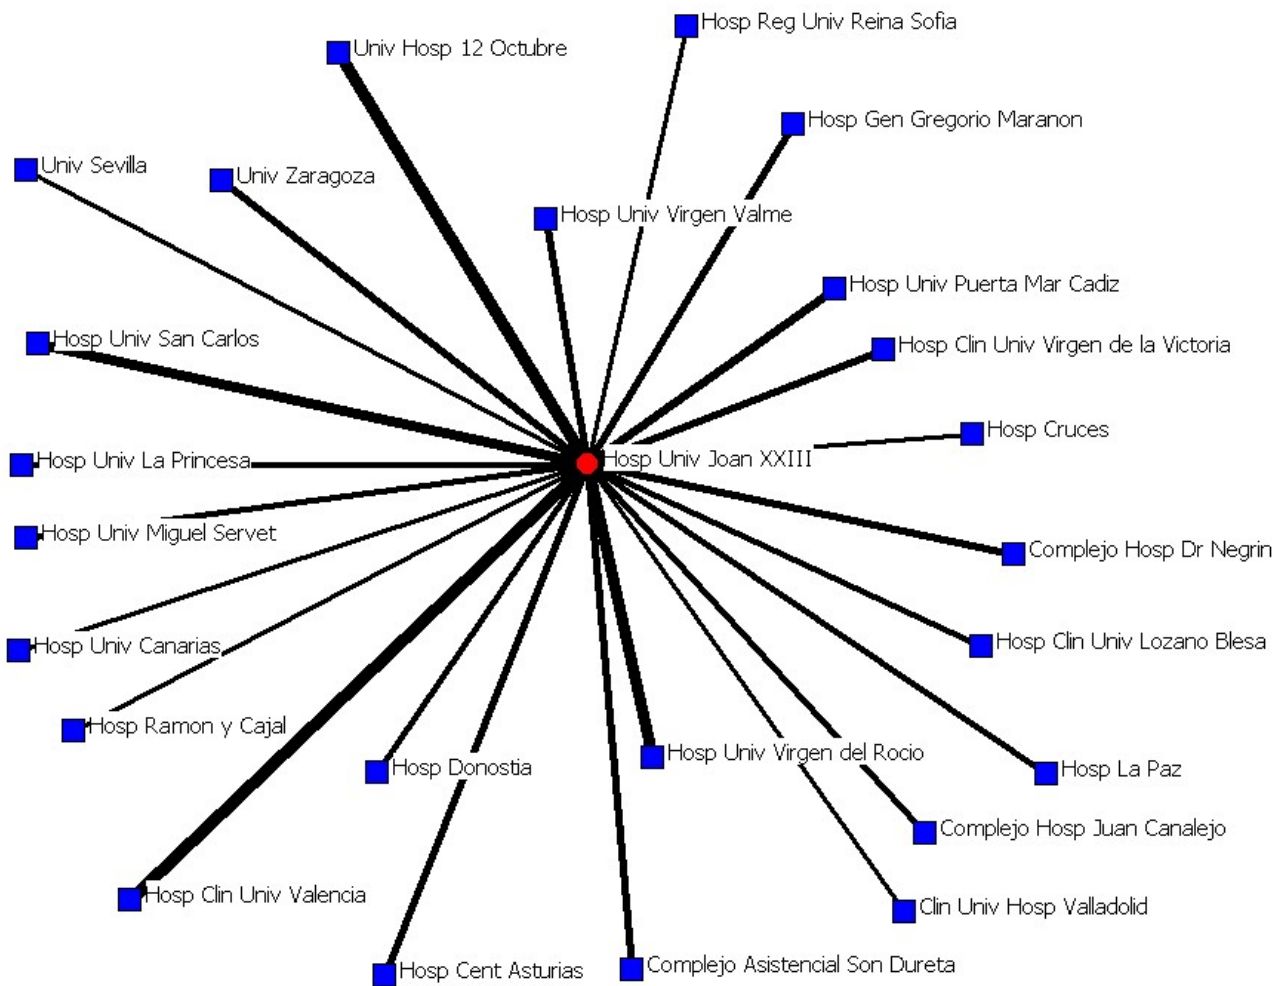 Hosp Reg Univ Reina Sofia
Univ Hosp 12 Octubre
Hosp Gen Gregorio Maranon
Univ Sevilla
Univ Zaragoza
Hosp Univ Virgen Valme
Hosp Univ Puerta Mar Cadiz
Hosp Univ San Carlos
Hosp Clin Univ Virgen de la Victoria
Hosp Cruces
Hosp Univ La Princesa
Hosp Univ Joan XXIII
Hosp Univ Miguel Servet
Complejo Hosp Dr Negrin
Hosp Univ Canarias
Hosp Clin Univ Lozano Blesa
Hosp Ramon y Cajal
Hosp Donostia
Hosp Univ Virgen del Rocio
Hosp La Paz
Complejo Hosp Juan Canalejo
Hosp Clin Univ Valencia
Clin Univ Hosp Valladolid
Hosp Cent Asturias
Complejo Asistencial Son Dureta